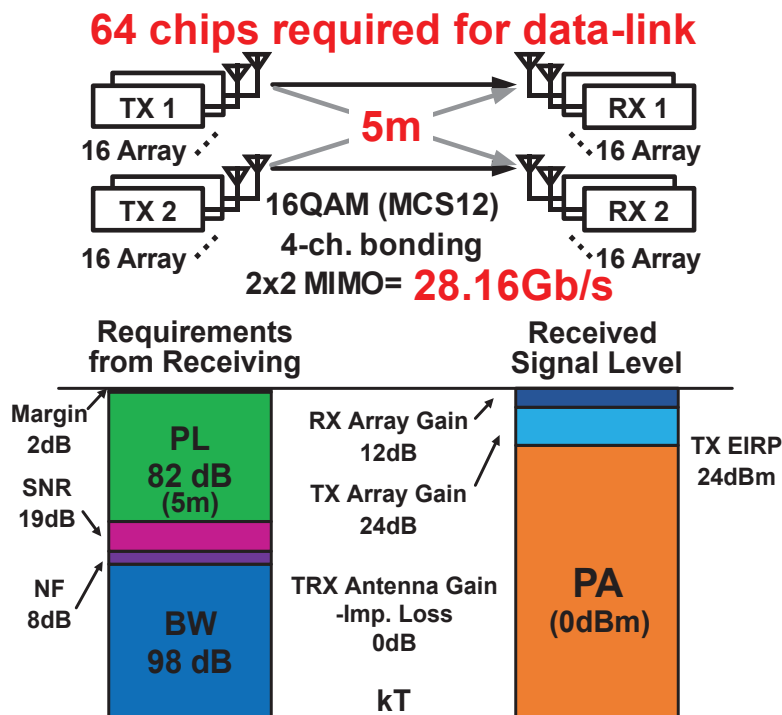 64 chips required for data-link
TX 1
RX 1
16 Array
5m
16 Array
TX 2
RX 2
16 Array
16 Array
16QAM (MCS12)
4-ch. bonding
2x2 MIMO= 28.16Gb/s
Requirements
from Receiving
Received
Signal Level
Margin
2dB
PL
82 dB
(5m)
SNR
19dB
NF
8dB
BW
98 dB
RX Array Gain
12dB
TX Array Gain
24dB
TRX Antenna Gain
-Imp. Loss
0dB
kT
TX EIRP
24dBm
PA
(0dBm)